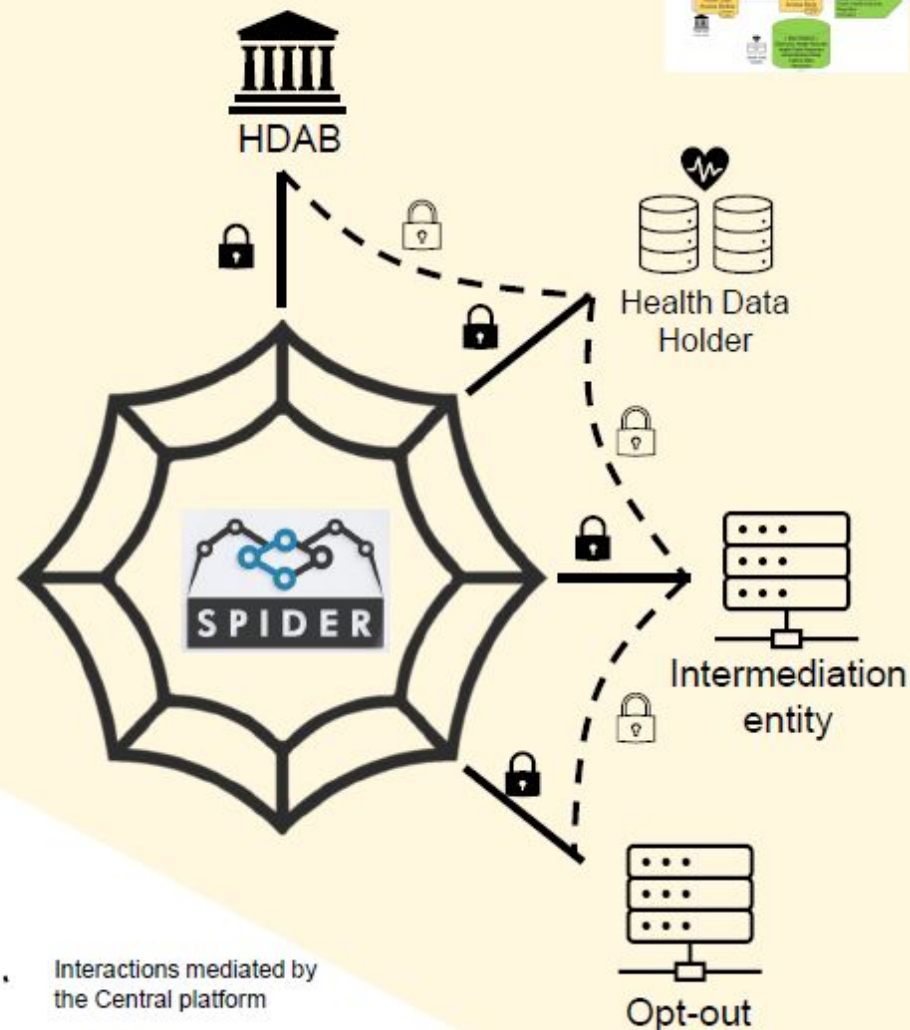 HDAB
Health Data
Holder
SPIDER
Intermediation
entity
Opt-out
Interactions mediated by
the Central platform